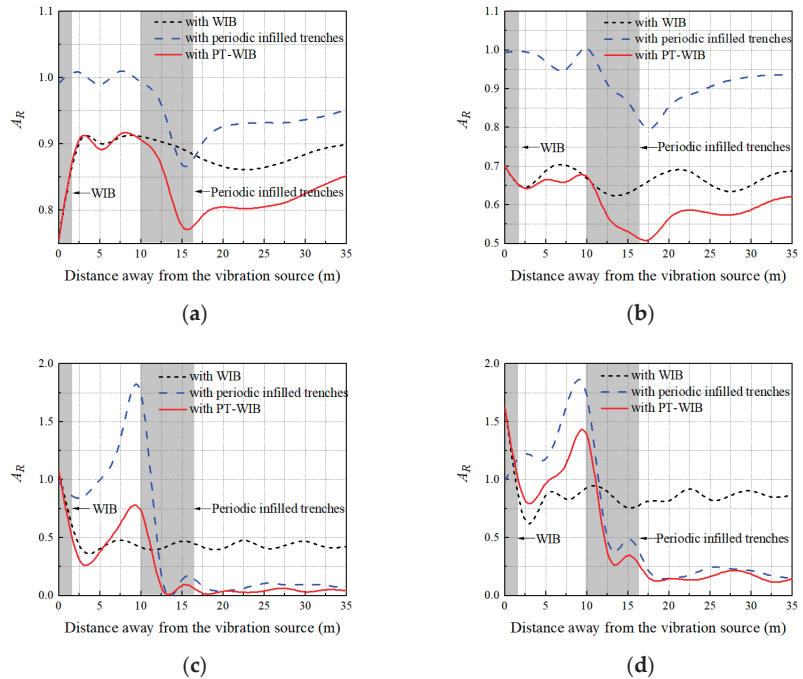 with WIB
with periodic infilled trenches
with PT-WIB
1.1
1.0
0.9
0.8
A_R
WIB
Periodic infilled trenches
0 5 10 15 20 25 30 35
Distance away from the vibration source (m)
(a)
with WIB
with periodic infilled trenches
with PT-WIB
1.1
1.0
0.9
0.8
0.7
0.6
0.5
A_R
WIB
Periodic infilled trenches
0 5 10 15 20 25 30 35
Distance away from the vibration source (m)
(b)
with WIB
with periodic infilled trenches
with PT-WIB
2.0
1.5
1.0
0.5
0.0
A_R
WIB
Periodic infilled trenches
0 5 10 15 20 25 30 35
Distance away from the vibration source (m)
(c)
with WIB
with periodic infilled trenches
with PT-WIB
2.0
1.5
1.0
0.5
0.0
A_R
WIB
Periodic infilled trenches
0 5 10 15 20 25 30 35
Distance away from the vibration source (m)
(d)